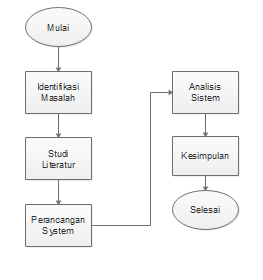 Mulai
Identifikasi
Masalah
Studi
Literatur
Perancangan
System
Analisis
Sistem
Kesimpulan
Selesai